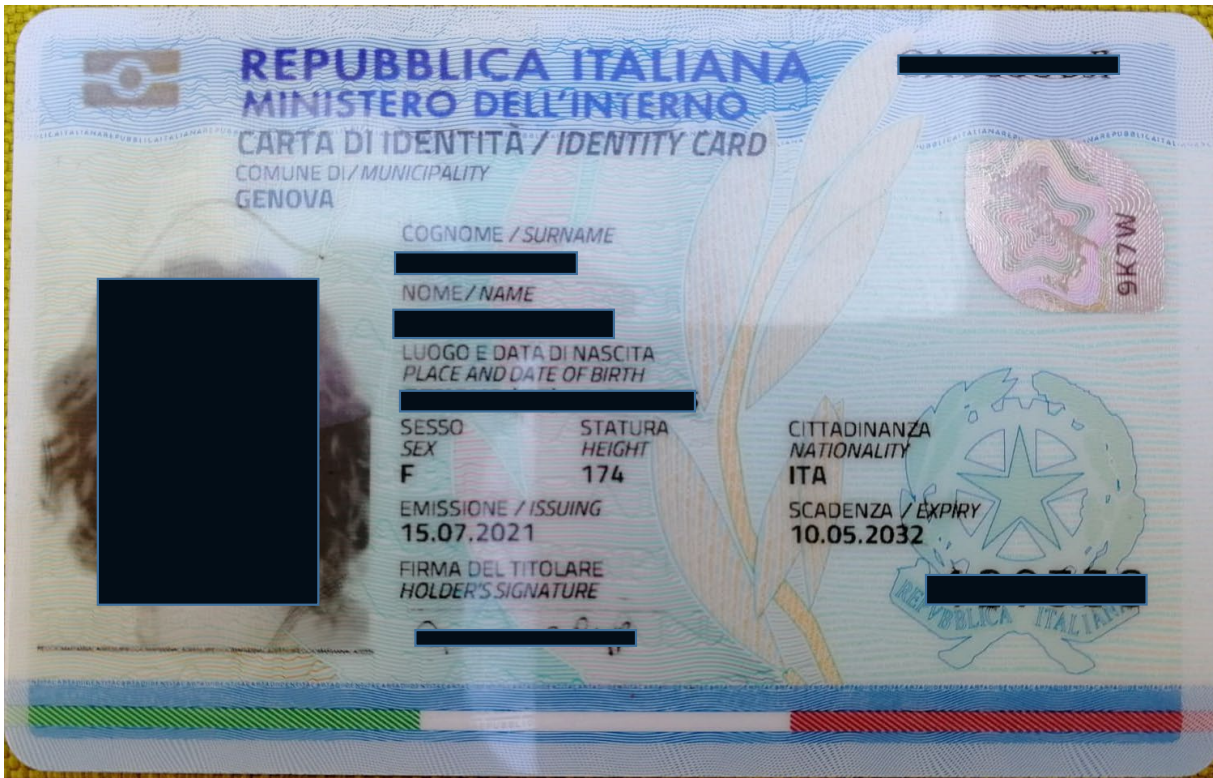 REPUBBLICA ITALIANA
MINISTERO DELL'INTERNO
CARTA DI IDENTITÀ / IDENTITY CARD
COMUNE DI / MUNICIPALITY
GENOVA
9K7W
COGNOME / SURNAME
NOME / NAME
LUOGO E DATA DI NASCITA
PLACE AND DATE OF BIRTH
SESSO STATURA CITTADINANZA
SEX HEIGHT NATIONALITY
F 174 ITA
EMISSIONE / ISSUING SCADENZA / EXPIRY
15.07.2021 10.05.2032
FIRMA DEL TITOLARE
HOLDER'S SIGNATURE
REPVBBLICA ITALIANA